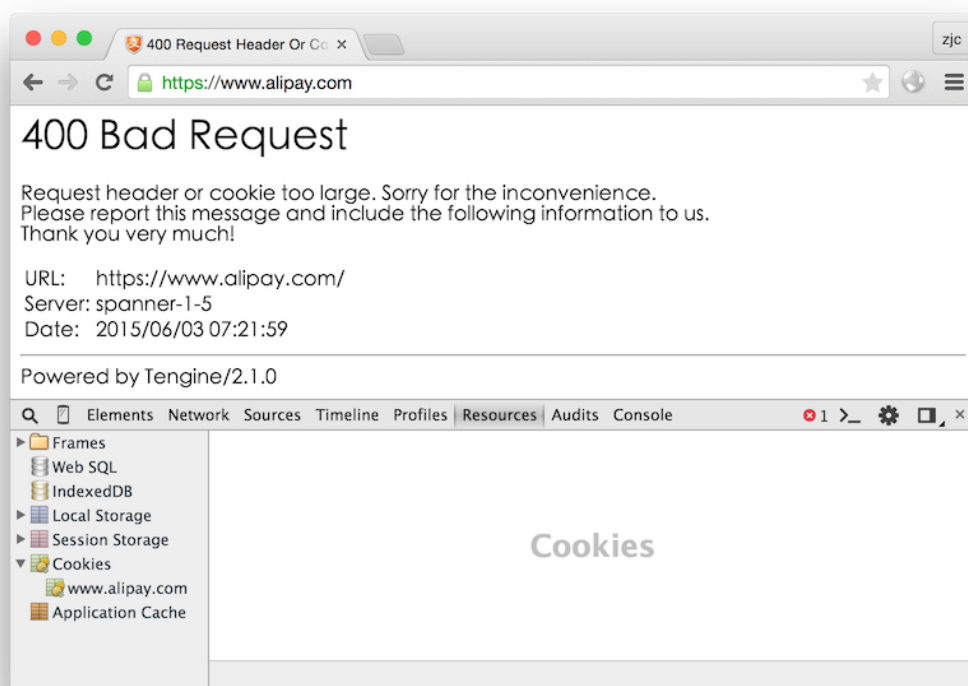 400 Request Header Or Co
zjc
https://www.alipay.com
400 Bad Request
Request header or cookie too large. Sorry for the inconvenience.
Please report this message and include the following information to us.
Thank you very much!
URL: https://www.alipay.com/
Server: spanner-1-5
Date: 2015/06/03 07:21:59
Powered by Tengine/2.1.0
Elements Network Sources Timeline Profiles Resources Audits Console 1
Frames
Web SQL
IndexedDB
Local Storage
Session Storage
Cookies
Cookies
www.alipay.com
Application Cache